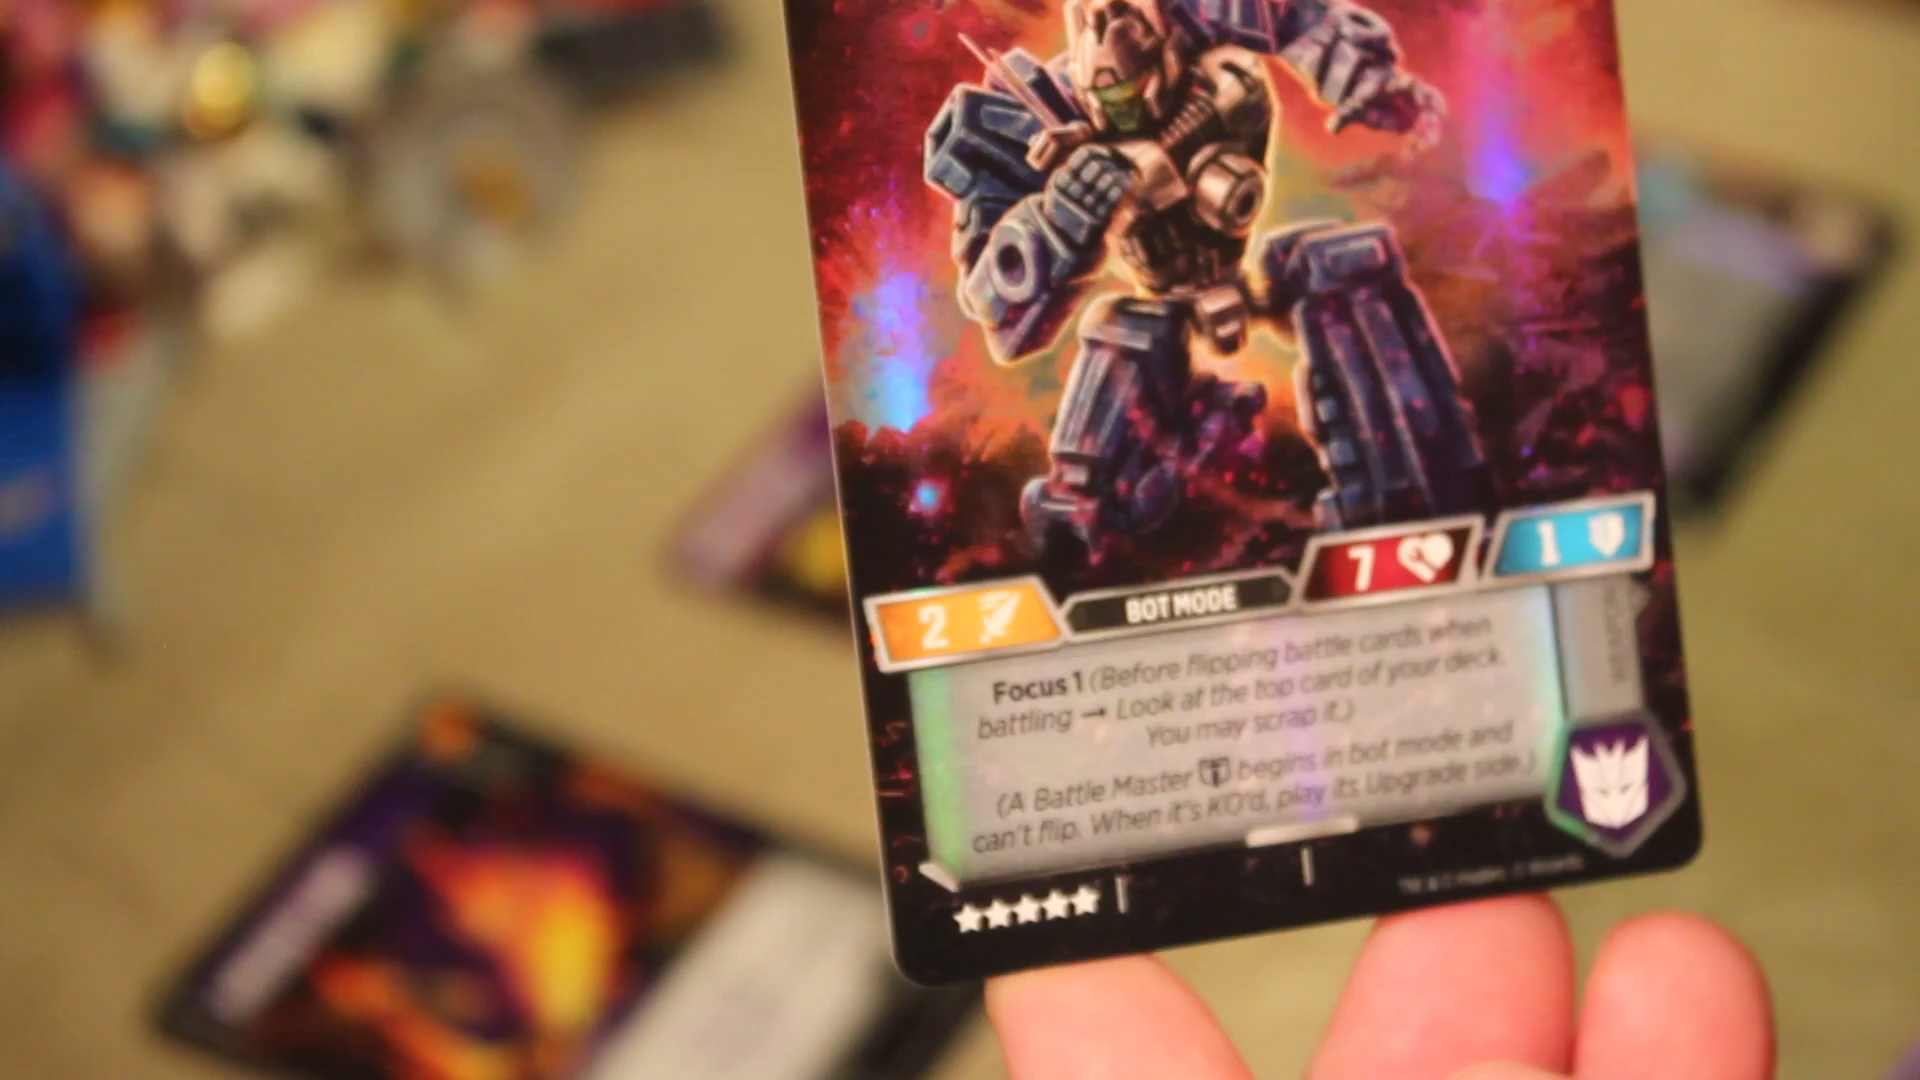 7
1
2
BOT MODE
Focus 1 (Before flipping battle cards when
battling → Look at the top card of your deck.
You may scrap it.)
(A Battle Master begins in bot mode and
can't flip. When it's KO'd, play its Upgrade side.)
WEAPON